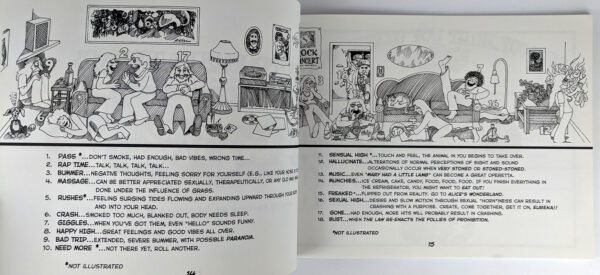 2
17
1. PASS *...DON'T SMOKE, HAD ENOUGH, BAD VIBES, WRONG TIME...
2. RAP TIME...TALK, TALK, TALK, TALK...
3. BUMMER...NEGATIVE THOUGHTS, FEELING SORRY FOR YOURSELF (E.G., LIKE YOUR
4. MASSAGE...CAN BE BETTER APPRECIATED SEXUALLY, THERAPEUTICALLY, OR ANY OLD
DONE UNDER THE INFLUENCE OF GRASS.
5. RUSHES*...FEELING SURGING TIDES FLOWING AND EXPANDING UPWARD THROUGH YOUR BODY
AND INTO YOUR HEAD.
6. CRASH...SMOKED TOO MUCH, BLANKED OUT, BODY NEEDS SLEEP.
7. GIGGLES...WHEN YOU'VE GOT THEM, EVEN "HELLO" SOUNDS FUNNY.
8. HAPPY HIGH...GREAT FEELINGS AND GOOD VIBES ALL OVER.
9. BAD TRIP...EXTENDED, SEVERE BUMMER, WITH POSSIBLE PARANOIA.
10. NEED MORE *...NOT THERE YET, ROLL ANOTHER.
*NOT ILLUSTRATED
14
ROCK
CONCERT
16
11. SENSUAL HIGH *...TOUCH AND FEEL, THE ANIMAL IN YOU BEGINS TO TAKE OVER.
12. HALLUCINATE...ALTERATIONS OF NORMAL PERCEPTIONS OF SIGHT AND SOUND
OCCASIONALLY OCCUR WHEN VERY STONED OR STONED-STONED.
13. MUSIC...EVEN "MARY HAD A LITTLE LAMB" CAN BECOME A GREAT OPERETTA.
14. MUNCHIES...ICE CREAM, CAKE, CANDY, FOOD, FOOD, FOOD. IF YOU FINISH EVERYTHING IN
THE REFRIGERATOR, YOU MIGHT WANT TO EAT OUT!
15. FREAKED*...FLIPPED OUT FROM REALITY. GO TO ALICE'S WONDERLAND.
16. SEXUAL HIGH...DESIRE AND SLOW MOTION THROUGH SEXUAL "HORN"INESS CAN RESULT IN
CRASHING WITH A PURPOSE. CREATE, COME TOGETHER, GET IT ON, EUREKA!!
17. GONE...HAD ENOUGH, MORE HITS WILL PROBABLY RESULT IN CRASHING.
18. BUST...WHEN THE LAW RE-ENACTS THE FOLLIES OF PROHIBITION.
*NOT ILLUSTRATED
15